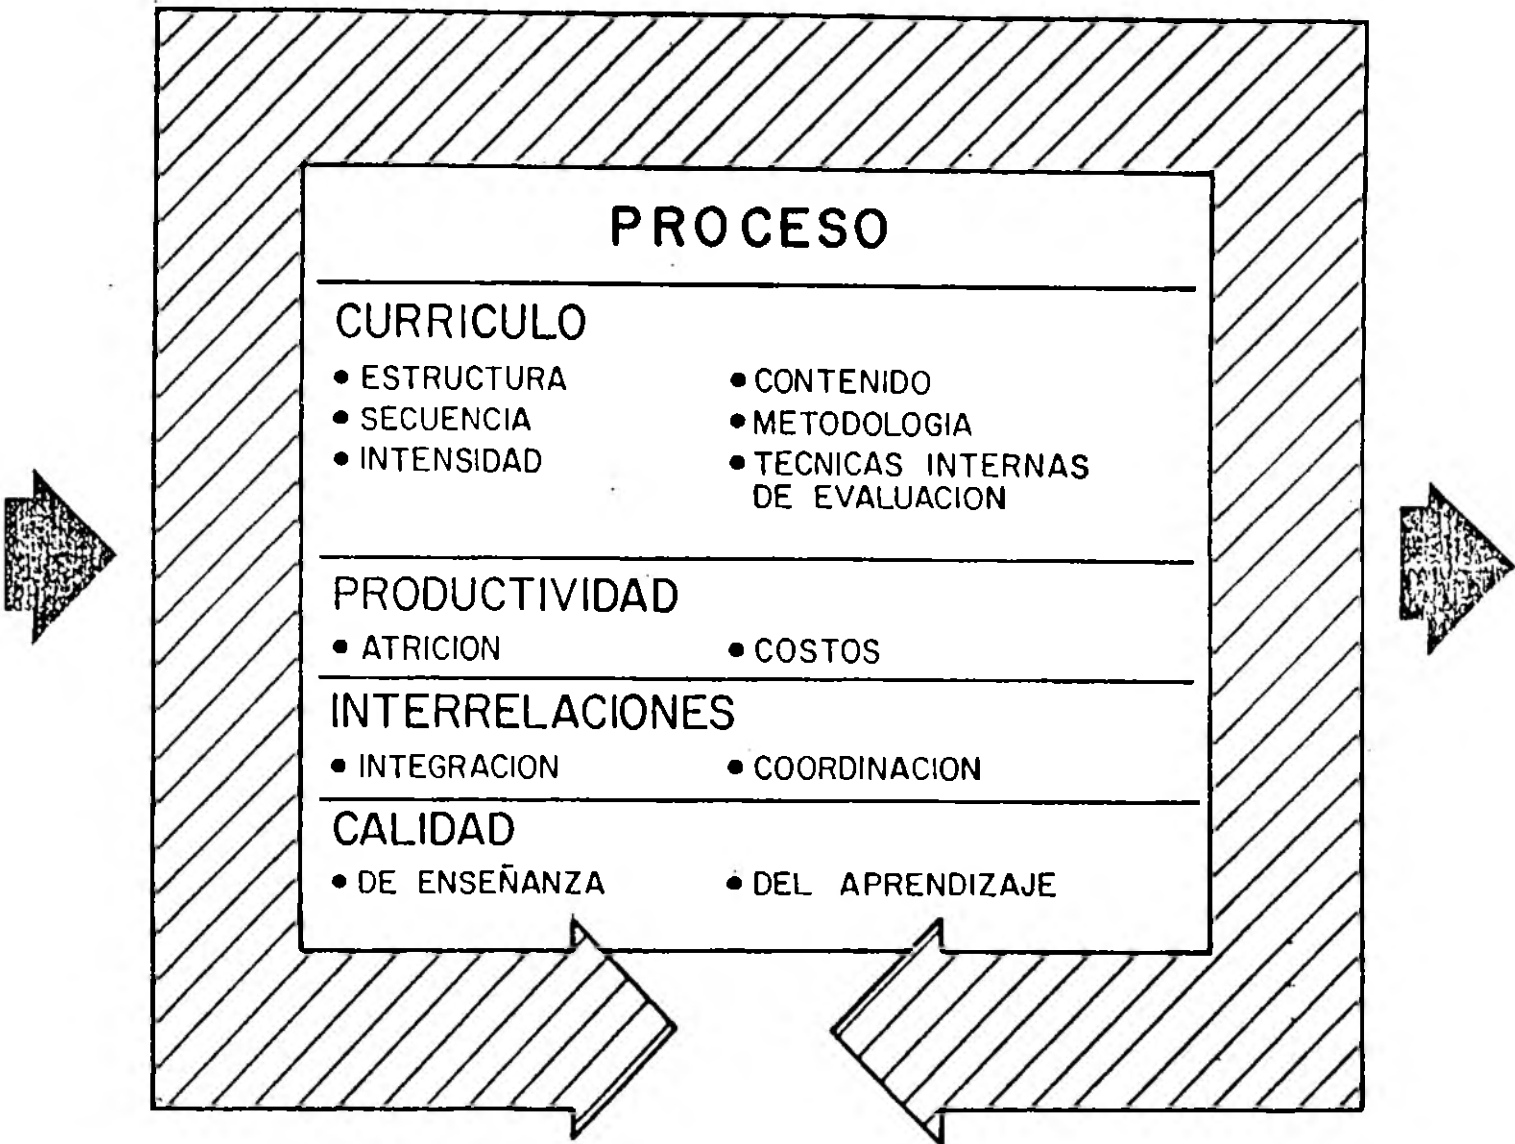 PROCESO
CURRICULO
• ESTRUCTURA
• SECUENCIA
• INTENSIDAD
• CONTENIDO
• METODOLOGIA
• TECNICAS INTERNAS
DE EVALUACION
PRODUCTIVIDAD
• ATRICION
• COSTOS
INTERRELACIONES
• INTEGRACION
• COORDINACION
CALIDAD
• DE ENSEÑANZA
• DEL APRENDIZAJE